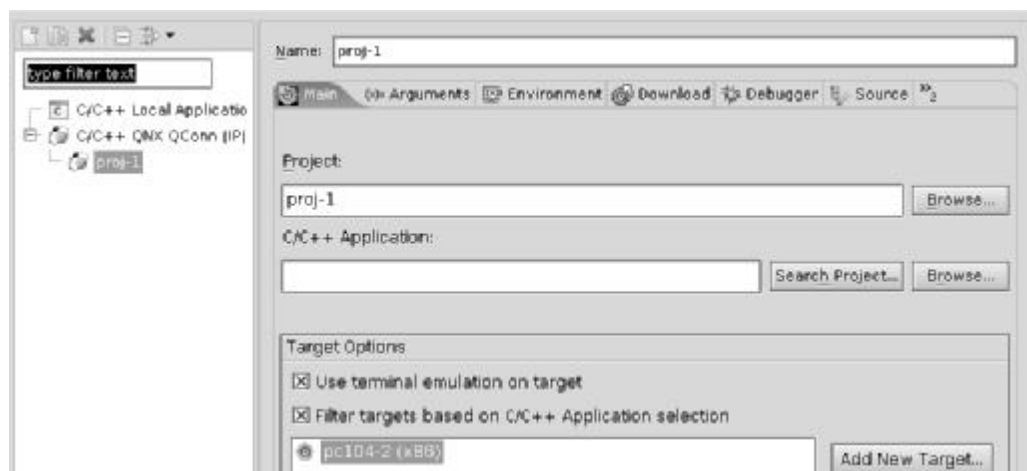 type filter text
C/C++ Local Applicatio
C/C++ QNX QConn (IP)
proj-1
Name: proj-1
Main
Arguments
Environment
Download
Debugger
Source
»2
Project:
proj-1
Browse...
C/C++ Application:
Search Project...
Browse...
Target Options
Use terminal emulation on target
Filter targets based on C/C++ Application selection
pc104-2 (x86)
Add New Target...